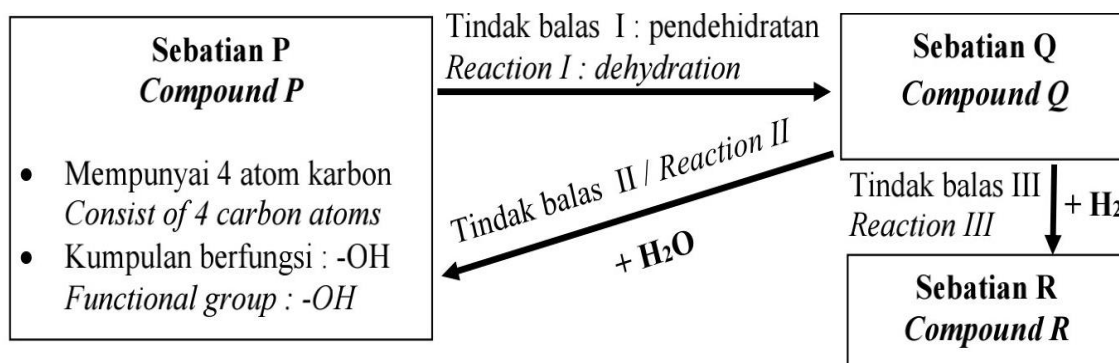 Sebatian P
Compound P
• Mempunyai 4 atom karbon
Consist of 4 carbon atoms
• Kumpulan berfungsi : -OH
Functional group : -OH
Tindak balas I : pendehidratan
Reaction I : dehydration
Tindak balas II / Reaction II
+ H₂O
Sebatian Q
Compound Q
Tindak balas III
Reaction III
+ H₂
Sebatian R
Compound R